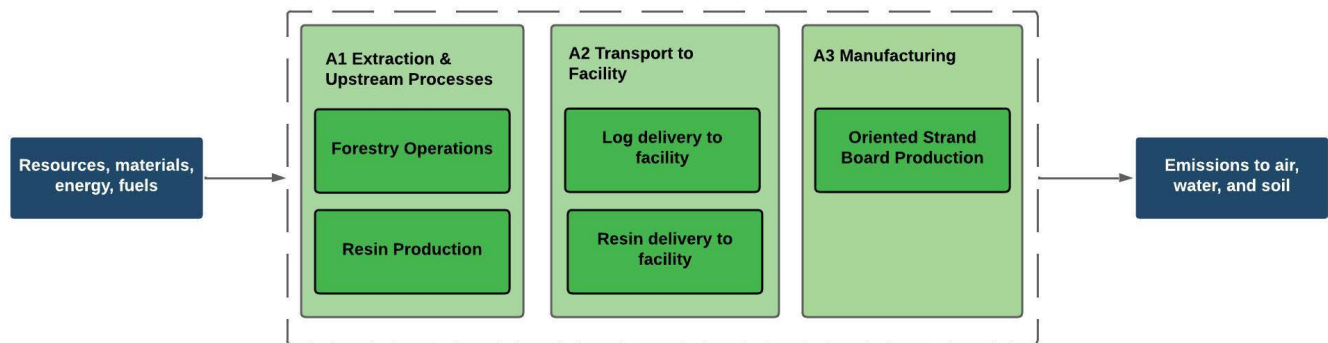 Resources, materials,
energy, fuels
A1 Extraction &
Upstream Processes
Forestry Operations
Resin Production
A2 Transport to
Facility
Log delivery to
facility
Resin delivery to
facility
A3 Manufacturing
Oriented Strand
Board Production
Emissions to air,
water, and soil